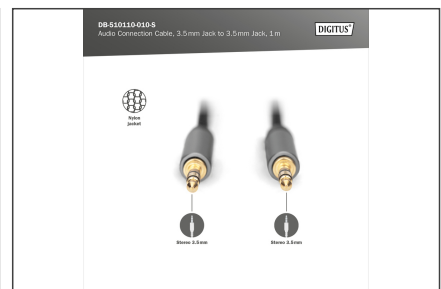 DB-510110-010-S
Audio Connection Cable, 3.5mm Jack to 3.5mm Jack, 1m
DIGITUS®
Nylon
jacket
Stereo 3.5mm
Stereo 3.5mm